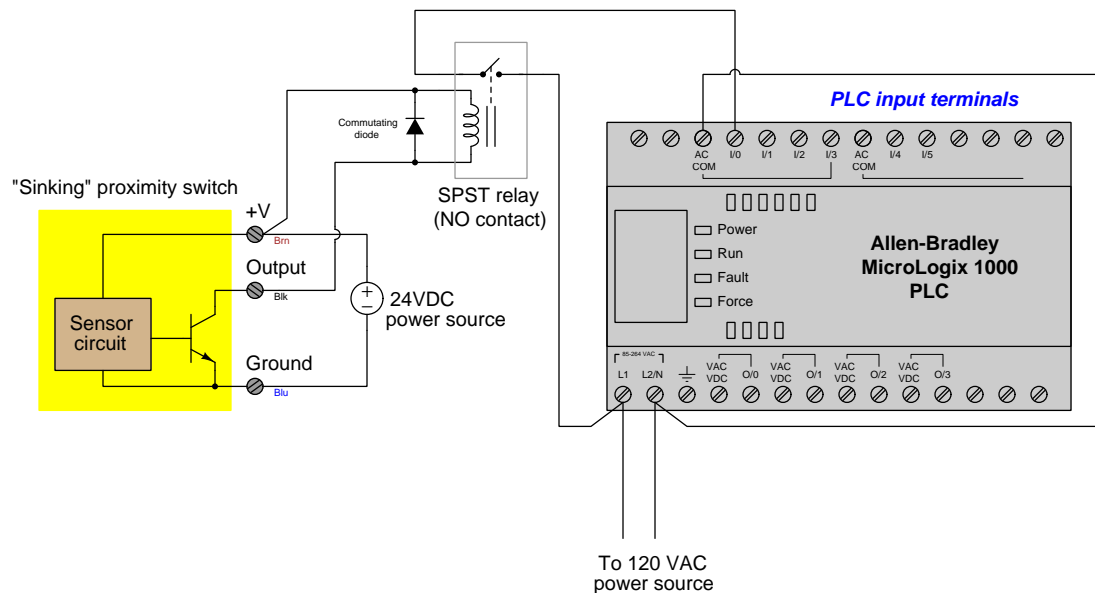 PLC input terminals
AC
COM
I/0
I/1
I/2
I/3
AC
COM
I/4
I/5
Commutating
diode
SPST relay
(NO contact)
"Sinking" proximity switch
+V
Brn
Output
Blk
Ground
Blu
Sensor
circuit
+
−
24VDC
power source
Power
Run
Fault
Force
Allen-Bradley
MicroLogix 1000
PLC
85-264 VAC
L1
L2/N
VAC
VDC
O/0
VAC
VDC
O/1
VAC
VDC
O/2
VAC
VDC
O/3
To 120 VAC
power source